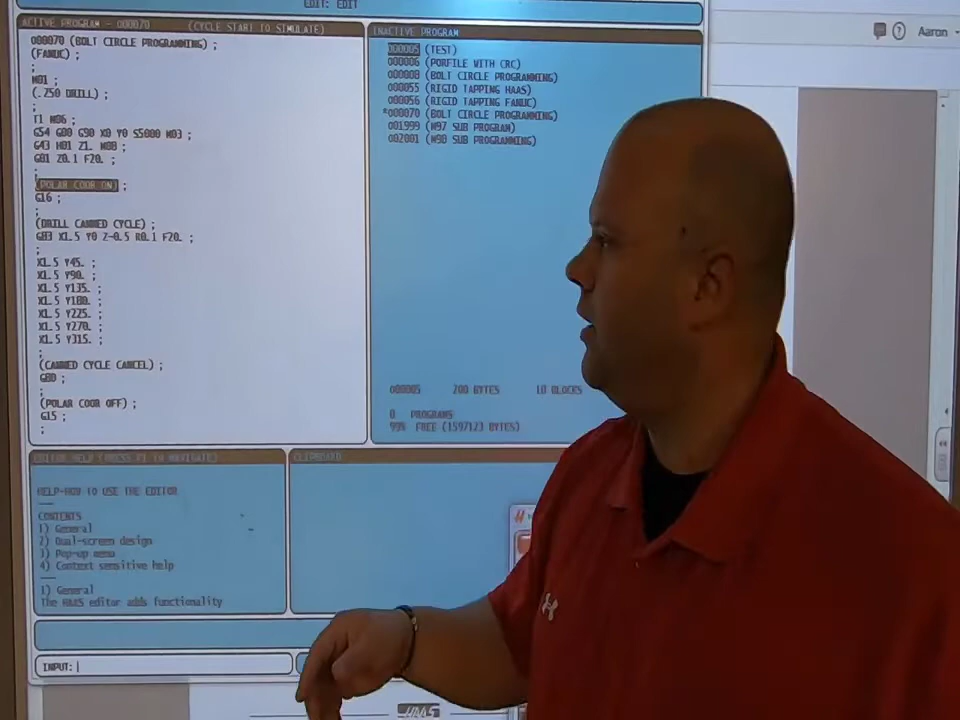 EDIT: EDIT
ACTIVE PROGRAM - O00070 (CYCLE START TO SIMULATE)
O00070 (BOLT CIRCLE PROGRAMMING) ;
(FANUC) ;
;
M01 ;
(.250 DRILL) ;
;
T1 M06 ;
G54 G00 G90 X0 Y0 S5000 M03 ;
G43 H01 Z1. M08 ;
G01 Z0.1 F20. ;
;
(POLAR COOR ON) ;
G16 ;
;
(DRILL CANNED CYCLE) ;
G83 X1.5 Y0 Z-0.5 R0.1 F20. ;
;
X1.5 Y45. ;
X1.5 Y90. ;
X1.5 Y135. ;
X1.5 Y180. ;
X1.5 Y225. ;
X1.5 Y270. ;
X1.5 Y315. ;
;
(CANNED CYCLE CANCEL) ;
G80 ;
;
(POLAR COOR OFF) ;
G15 ;
;
INACTIVE PROGRAM
O00005 (TEST)
O00006 (PORFILE WITH CRC)
O00008 (BOLT CIRCLE PROGRAMMING)
O00055 (RIGID TAPPING HAAS)
O00056 (RIGID TAPPING FANUC)
*O00070 (BOLT CIRCLE PROGRAMMING)
O01999 (M97 SUB PROGRAM)
O02001 (M98 SUB PROGRAMMING)
O00005 200 BYTES 10 BLOCKS
8 PROGRAMS
99% FREE (1597123 BYTES)
EDITOR HELP (PRESS F1 TO NAVIGATE)
HELP-HOW TO USE THE EDITOR
CONTENTS
1) General
2) Dual-screen design
3) Pop-up menu
4) Context sensitive help
1) General
The HAAS editor adds functionality
CLIPBOARD
INPUT:
HAAS
Aaron